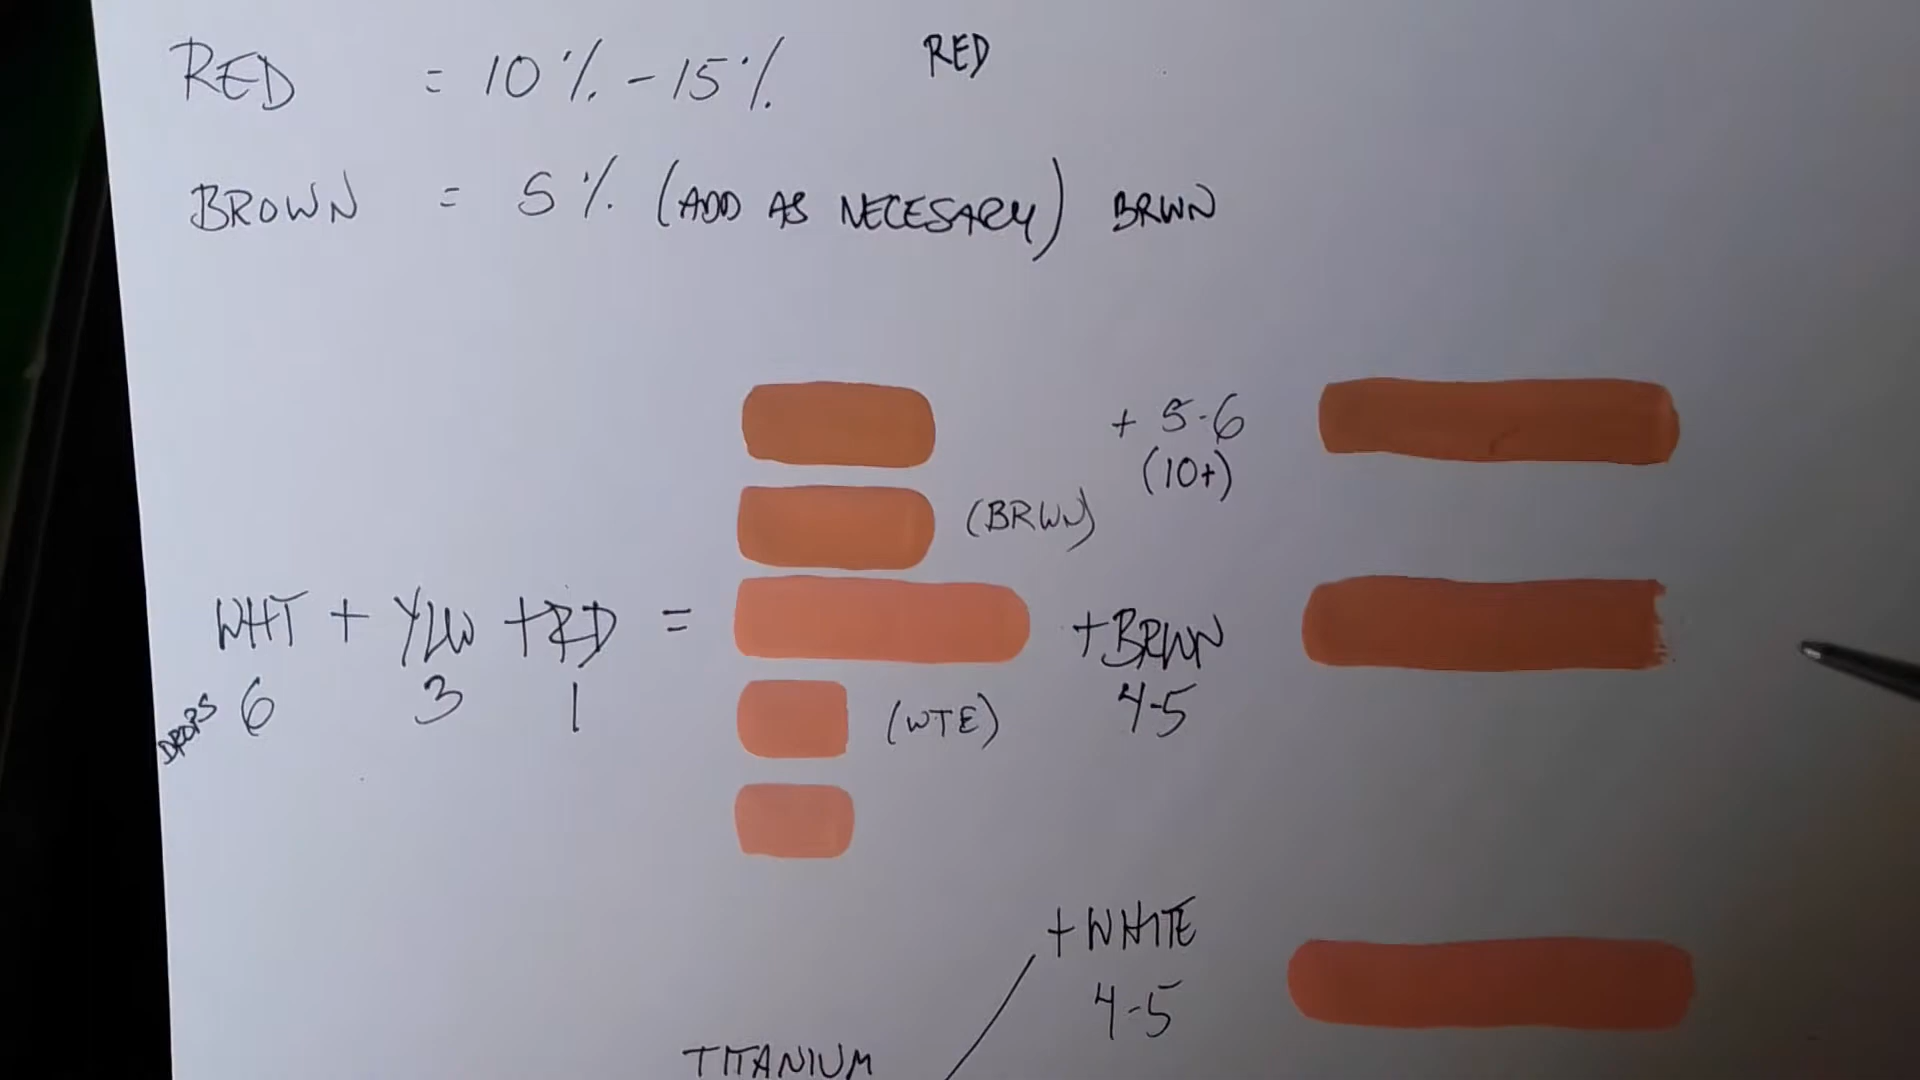 RED = 10% - 15% RED
BROWN = 5% (ADD AS NECESARY) BRWN
+ 5-6
(10+)
(BRWN)
WHT + YLW + RD = + BRWN
DROPS 6 3 1 4-5
(WTE)
+ WHITE
4-5
TITANIUM